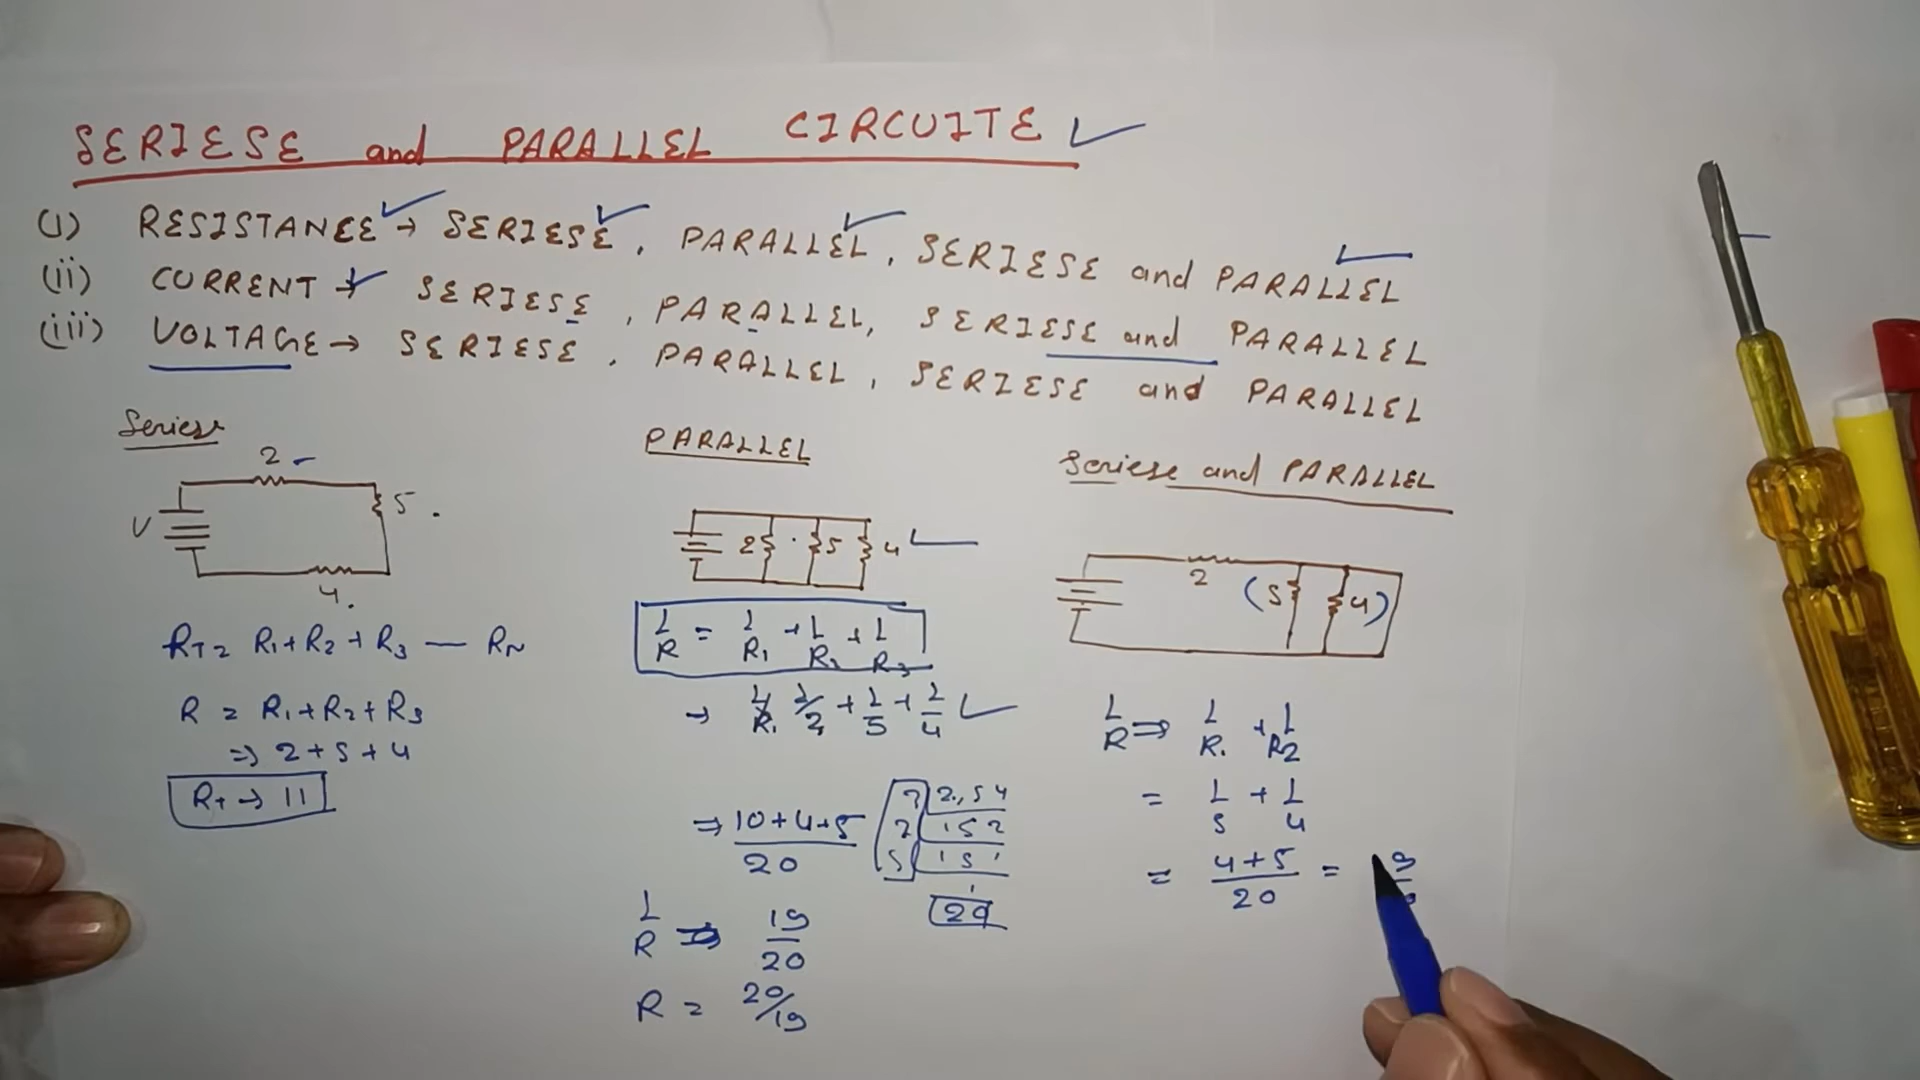 SERIESE and PARALLEL CIRCUITE
(i) RESISTANCE → SERIESE, PARALLEL, SERIESE and PARALLEL
(ii) CURRENT → SERIESE, PARALLEL, SERIESE and PARALLEL
(iii) VOLTAGE → SERIESE, PARALLEL, SERIESE and PARALLEL
Seriese
2
5
V
4
RT = R1 + R2 + R3 — RN
R = R1 + R2 + R3
⇒ 2 + 5 + 4
RT → 11
PARALLEL
2 5 4
1/R = 1/R1 + 1/R2 + 1/R3
→ 1/2 + 1/5 + 1/4
⇒ 10+4+5/20
2 2, 5 4
2 1 5 2
5 1 5 1
1
20
1/R ⇒ 19/20
R = 20/19
Seriese and PARALLEL
2 (5 4)
1/R ⇒ 1/R1 + 1/R2
= 1/5 + 1/4
= 4+5/20 = 9